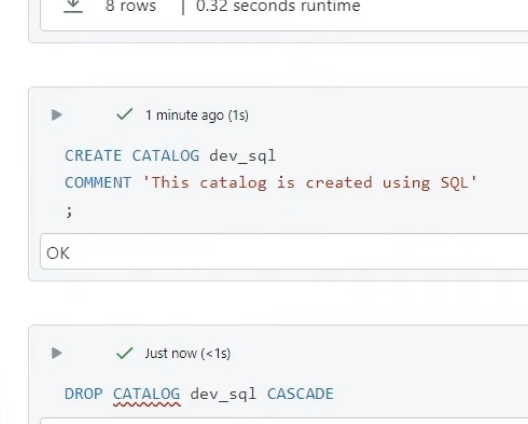 8 rows | 0.32 seconds runtime
1 minute ago (1s)
CREATE CATALOG dev_sql
COMMENT 'This catalog is created using SQL'
;
OK
Just now (<1s)
DROP CATALOG dev_sql CASCADE